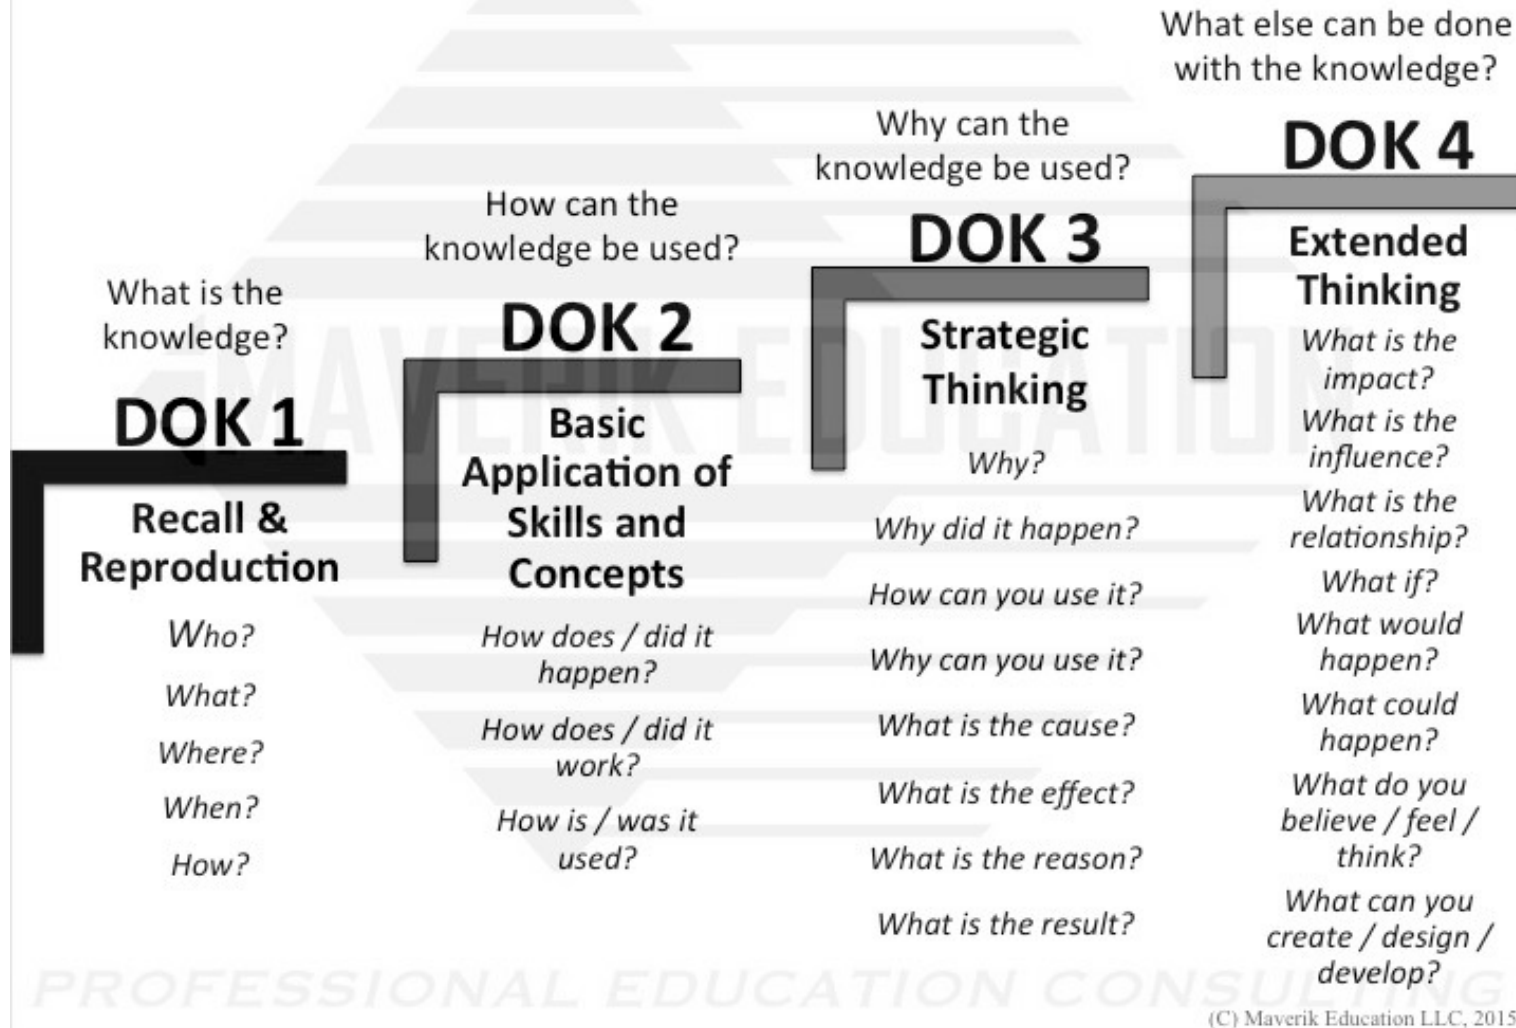 What is the
knowledge?
DOK 1
Recall &
Reproduction
Who?
What?
Where?
When?
How?
How can the
knowledge be used?
DOK 2
Basic
Application of
Skills and
Concepts
How does / did it
happen?
How does / did it
work?
How is / was it
used?
Why can the
knowledge be used?
DOK 3
Strategic
Thinking
Why?
Why did it happen?
How can you use it?
Why can you use it?
What is the cause?
What is the effect?
What is the reason?
What is the result?
What else can be done
with the knowledge?
DOK 4
Extended
Thinking
What is the
impact?
What is the
influence?
What is the
relationship?
What if?
What would
happen?
What could
happen?
What do you
believe / feel /
think?
What can you
create / design /
develop?
MAVERIK EDUCATION
PROFESSIONAL EDUCATION CONSULTING
(C) Maverik Education LLC, 2015